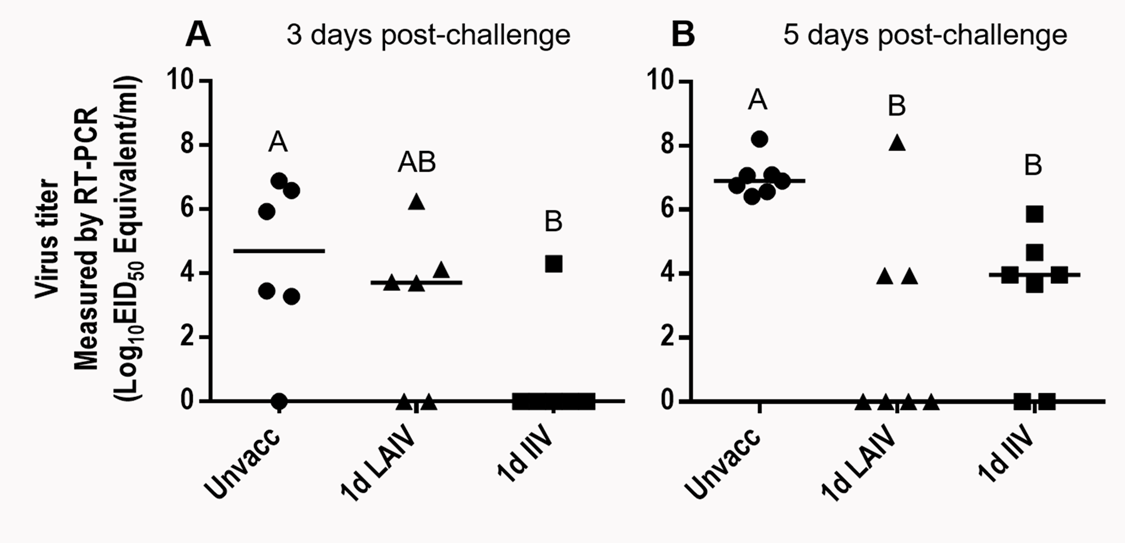 A 3 days post-challenge
B 5 days post-challenge
Virus titer
Measured by RT-PCR
(Log10EID50 Equivalent/ml)
10
8
6
4
2
0
A
AB
B
Unvacc
1d LAIV
1d IIV
10
8
6
4
2
0
A
B
B
Unvacc
1d LAIV
1d IIV